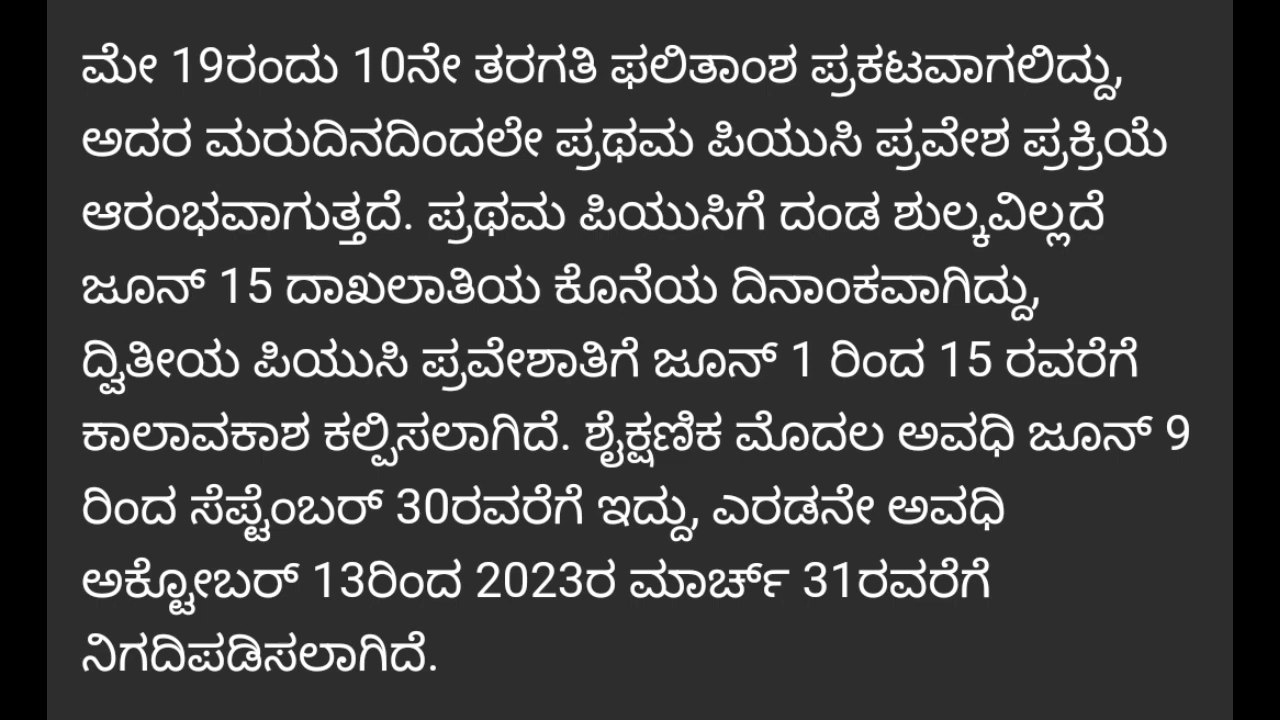 ಮೇ 19ರಂದು 10ನೇ ತರಗತಿ ಫಲಿತಾಂಶ ಪ್ರಕಟವಾಗಲಿದ್ದು,
ಅದರ ಮರುದಿನದಿಂದಲೇ ಪ್ರಥಮ ಪಿಯುಸಿ ಪ್ರವೇಶ ಪ್ರಕ್ರಿಯೆ
ಆರಂಭವಾಗುತ್ತದೆ. ಪ್ರಥಮ ಪಿಯುಸಿಗೆ ದಂಡ ಶುಲ್ಕವಿಲ್ಲದೆ
ಜೂನ್ 15 ದಾಖಲಾತಿಯ ಕೊನೆಯ ದಿನಾಂಕವಾಗಿದ್ದು,
ದ್ವಿತೀಯ ಪಿಯುಸಿ ಪ್ರವೇಶಾತಿಗೆ ಜೂನ್ 1 ರಿಂದ 15 ರವರೆಗೆ
ಕಾಲಾವಕಾಶ ಕಲ್ಪಿಸಲಾಗಿದೆ. ಶೈಕ್ಷಣಿಕ ಮೊದಲ ಅವಧಿ ಜೂನ್ 9
ರಿಂದ ಸೆಪ್ಟೆಂಬರ್ 30ರವರೆಗೆ ಇದ್ದು, ಎರಡನೇ ಅವಧಿ
ಅಕ್ಟೋಬರ್ 13ರಿಂದ 2023ರ ಮಾರ್ಚ್ 31ರವರೆಗೆ
ನಿಗದಿಪಡಿಸಲಾಗಿದೆ.